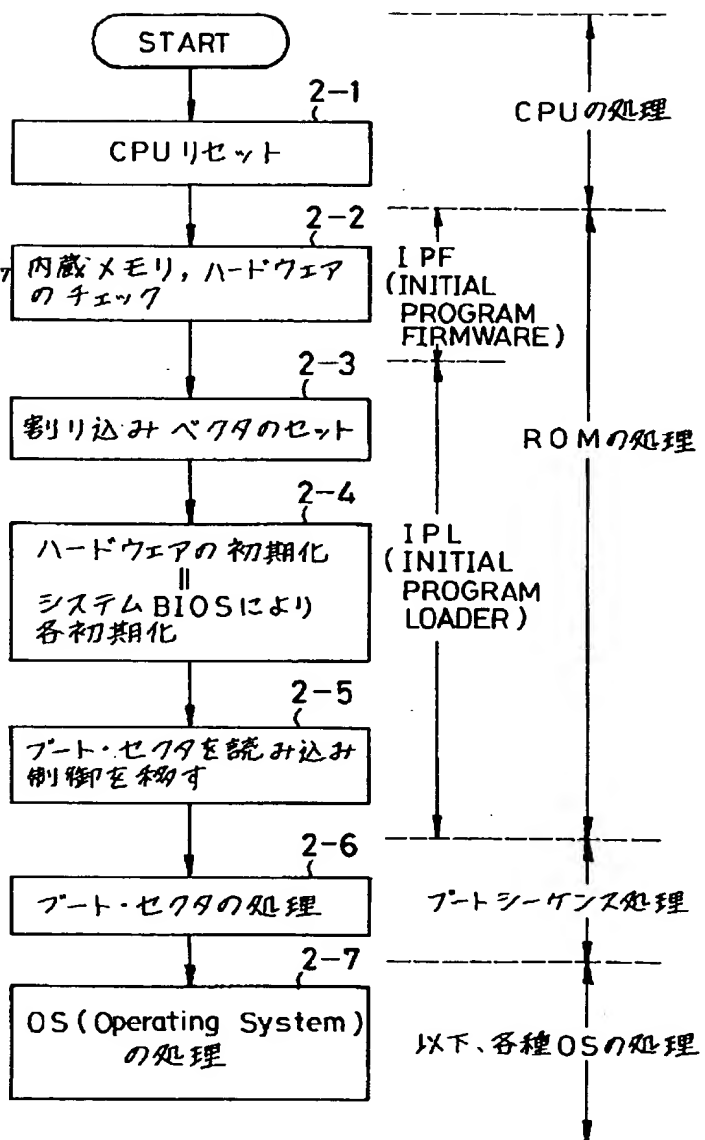 START
2-1
CPUリセット
2-2
内蔵メモリ，ハードウェア
のチェック
2-3
割り込みベクタのセット
2-4
ハードウェアの初期化
॥
システムBIOSにより
各初期化
2-5
ブート・セクタを読み込み
制御を移す
2-6
ブート・セクタの処理
2-7
OS(Operating System)
の処理
CPUの処理
IPF
(INITIAL
PROGRAM
FIRMWARE)
IPL
(INITIAL
PROGRAM
LOADER)
ROMの処理
ブートシーケンス処理
以下、各種OSの処理